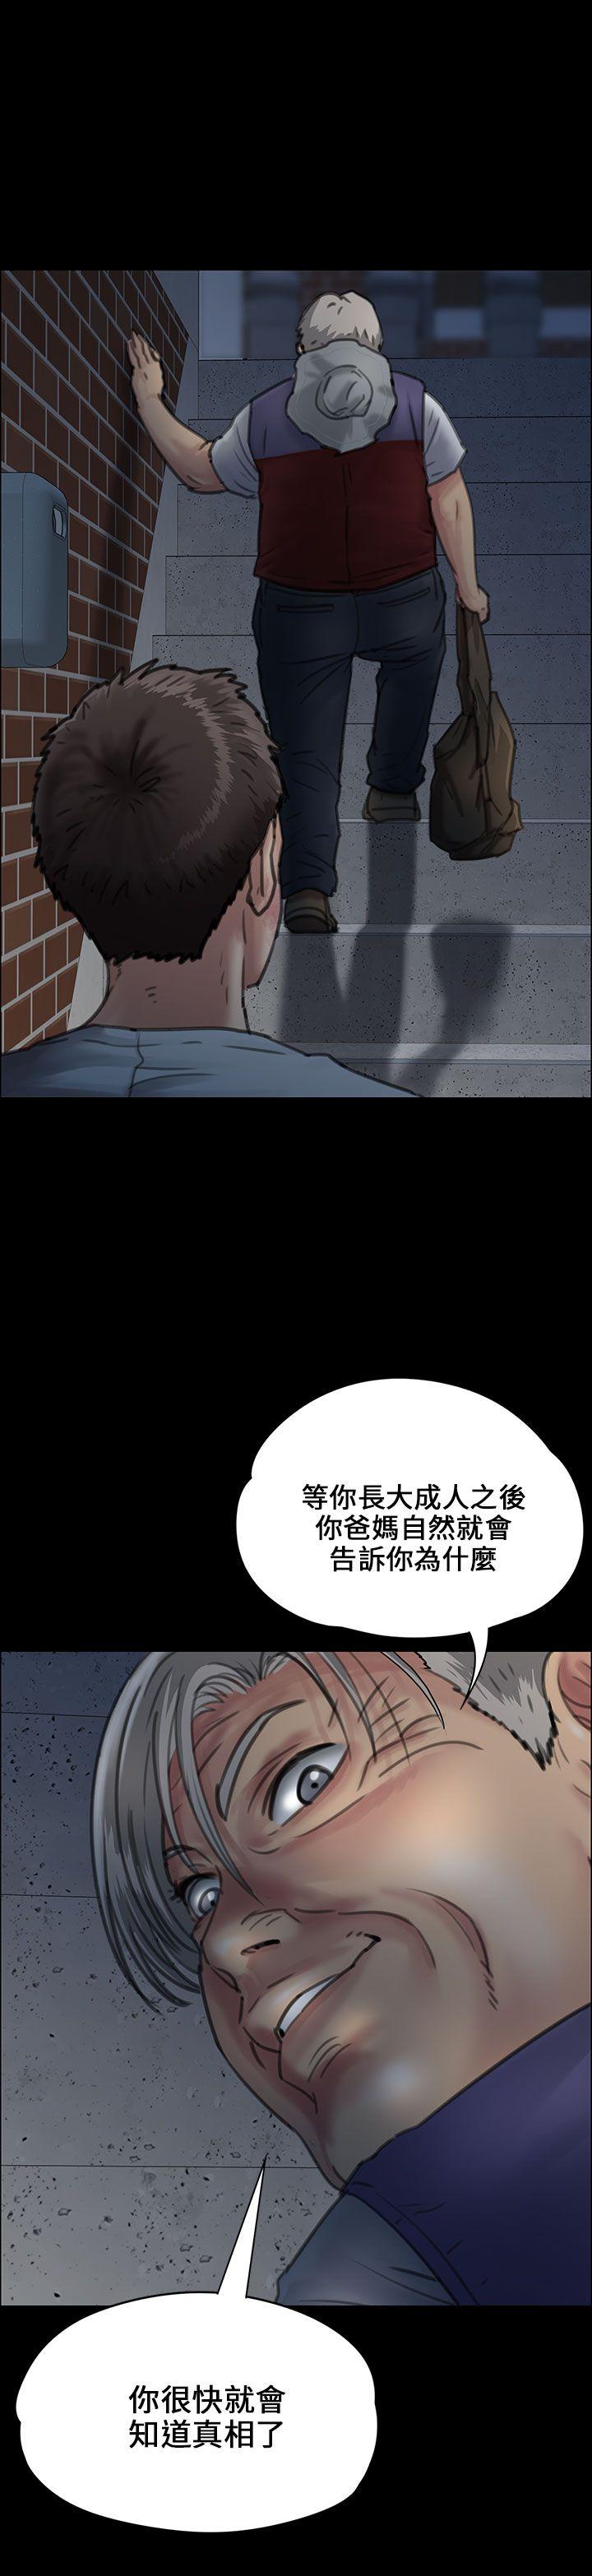 等你長大成人之後
你爸媽自然就會
告訴你為什麼
你很快就會
知道真相了